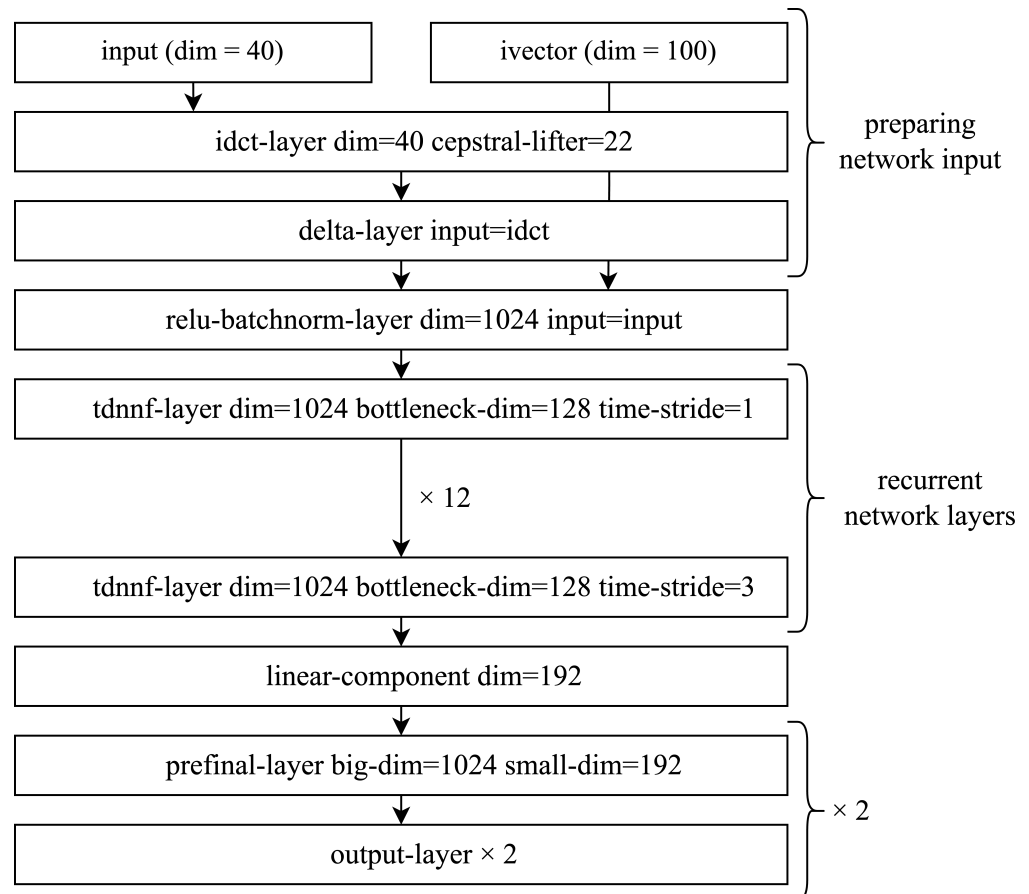 input (dim = 40)
ivector (dim = 100)
idct-layer dim=40 cepstral-lifter=22
preparing
network input
delta-layer input=idct
relu-batchnorm-layer dim=1024 input=input
tdnnf-layer dim=1024 bottleneck-dim=128 time-stride=1
× 12
recurrent
network layers
tdnnf-layer dim=1024 bottleneck-dim=128 time-stride=3
linear-component dim=192
prefinal-layer big-dim=1024 small-dim=192
× 2
output-layer × 2